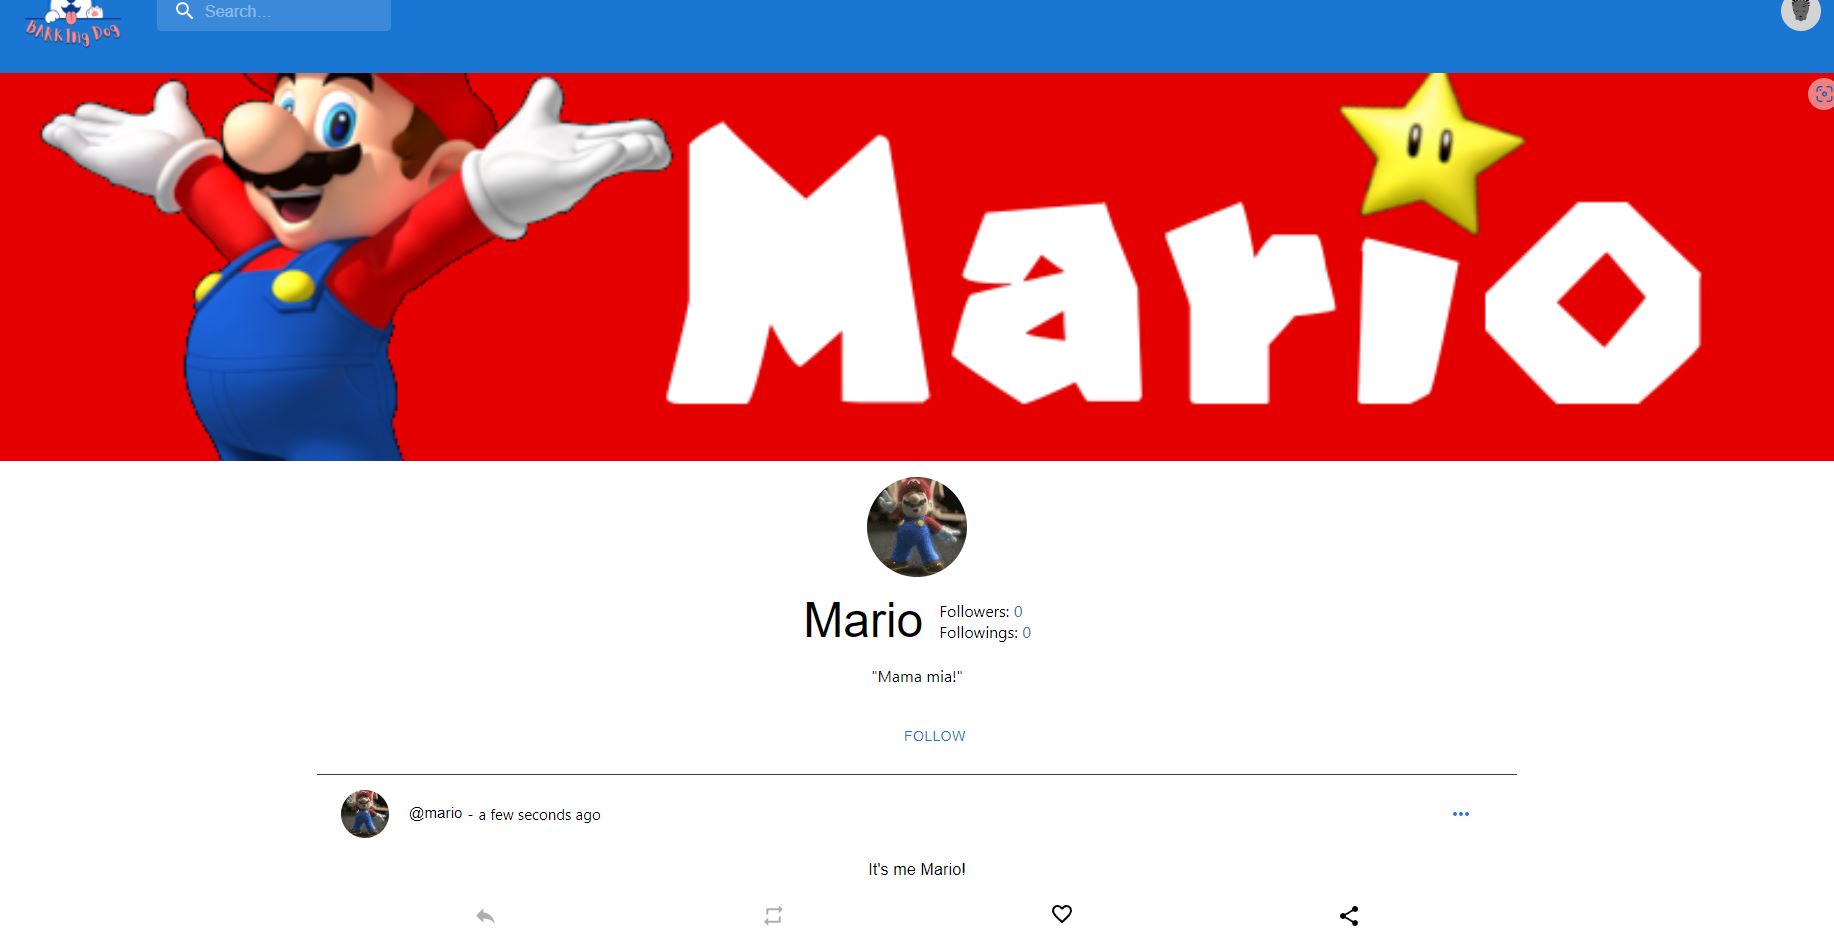 BARKIng Dog
Search...
Mario
Mario
Followers: 0
Followings: 0
"Mama mia!"
FOLLOW
@mario - a few seconds ago
It's me Mario!